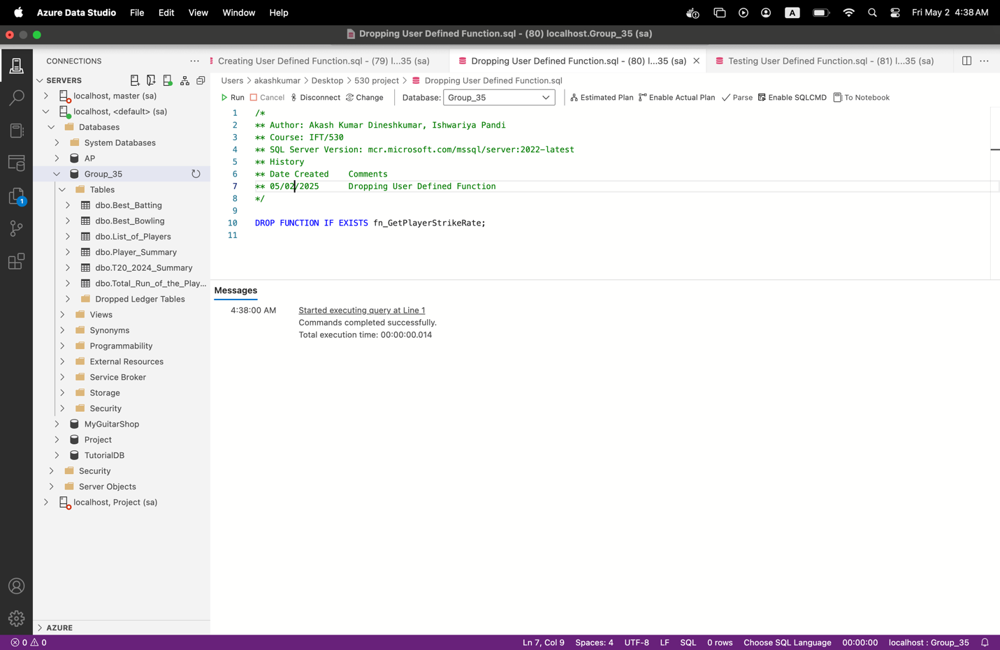 Azure Data Studio File Edit View Window Help A Fri May 2 4:38 AM
Dropping User Defined Function.sql - (80) localhost.Group_35 (sa)
CONNECTIONS
Creating User Defined Function.sql - (79) l...35 (sa)
Dropping User Defined Function.sql - (80) l...35 (sa)
Testing User Defined Function.sql - (81) l...35 (sa)
SERVERS
localhost, master (sa)
localhost, <default> (sa)
Databases
System Databases
AP
Group_35
Tables
dbo.Best_Batting
dbo.Best_Bowling
dbo.List_of_Players
dbo.Player_Summary
dbo.T20_2024_Summary
dbo.Total_Run_of_the_Play...
Dropped Ledger Tables
Views
Synonyms
Programmability
External Resources
Service Broker
Storage
Security
MyGuitarShop
Project
TutorialDB
Security
Server Objects
localhost, Project (sa)
1
AZURE
Users > akashkumar > Desktop > 530 project > Dropping User Defined Function.sql
Run Cancel Disconnect Change Database: Group_35 Estimated Plan Enable Actual Plan Parse Enable SQLCMD To Notebook
1 /*
2 ** Author: Akash Kumar Dineshkumar, Ishwariya Pandi
3 ** Course: IFT/530
4 ** SQL Server Version: mcr.microsoft.com/mssql/server:2022-latest
5 ** History
6 ** Date Created    Comments
7 ** 05/02/2025      Dropping User Defined Function
8 */
9
10 DROP FUNCTION IF EXISTS fn_GetPlayerStrikeRate;
11
Messages
4:38:00 AM Started executing query at Line 1
Commands completed successfully.
Total execution time: 00:00:00.014
0 0 Ln 7, Col 9 Spaces: 4 UTF-8 LF SQL 0 rows Choose SQL Language 00:00:00 localhost : Group_35